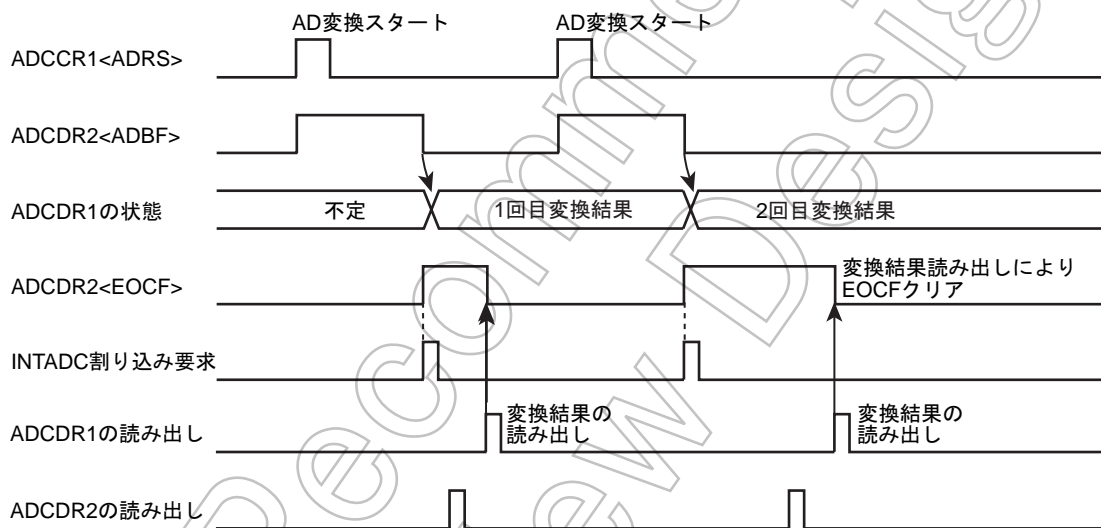 AD変換スタート
AD変換スタート
ADCCR1<ADRS>
ADCDR2<ADBF>
ADCDR1の状態
不定
1回目変換結果
2回目変換結果
ADCDR2<EOCF>
変換結果読み出しにより
EOCFクリア
INTADC割り込み要求
ADCDR1の読み出し
変換結果の
読み出し
変換結果の
読み出し
ADCDR2の読み出し